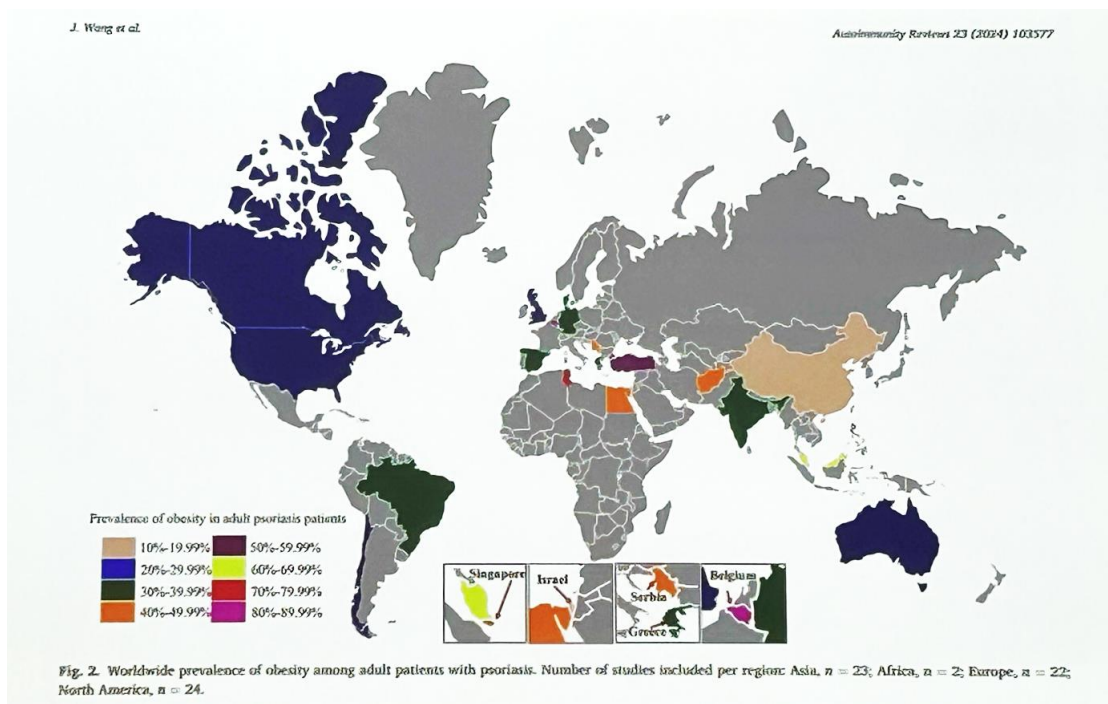 J. Wang et al.
Autoimmunity Reviews 23 (2024) 103577
Prevalence of obesity in adult psoriasis patients
10%-19.99%
20%-29.99%
30%-39.99%
40%-49.99%
50%-59.99%
60%-69.99%
70%-79.99%
80%-89.99%
Singapore
Israel
Serbia
Greece
Belgium
Fig. 2. Worldwide prevalence of obesity among adult patients with psoriasis. Number of studies included per region: Asia, n = 23; Africa, n = 2; Europe, n = 22;
North America, n = 24.